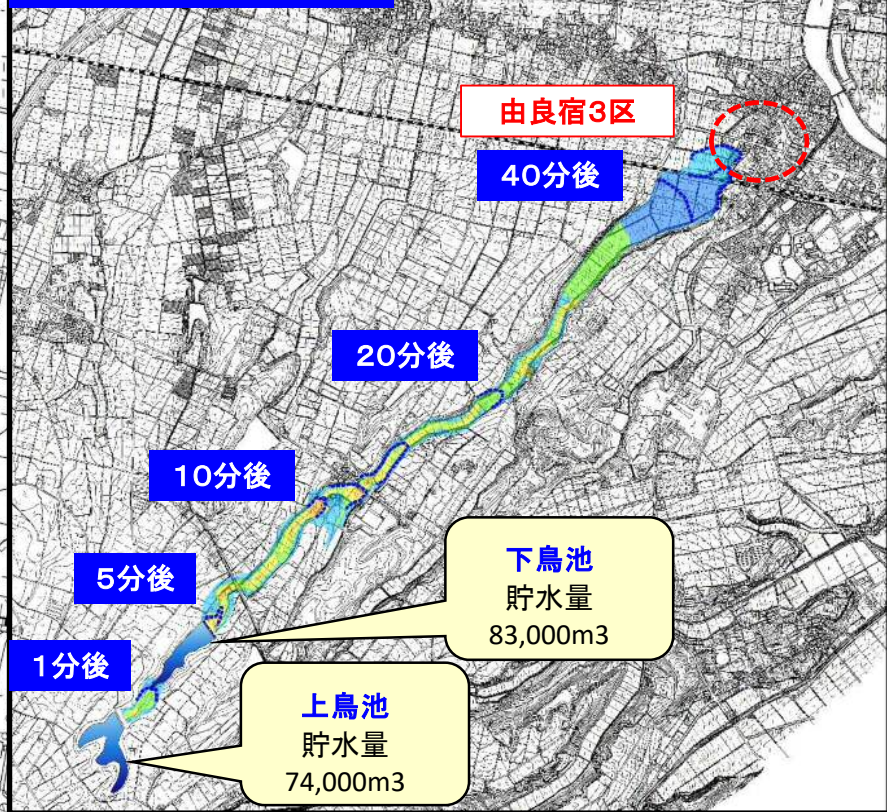 由良宿3区
40分後
20分後
10分後
5分後
1分後
下鳥池
貯水量
83,000m3
上鳥池
貯水量
74,000m3